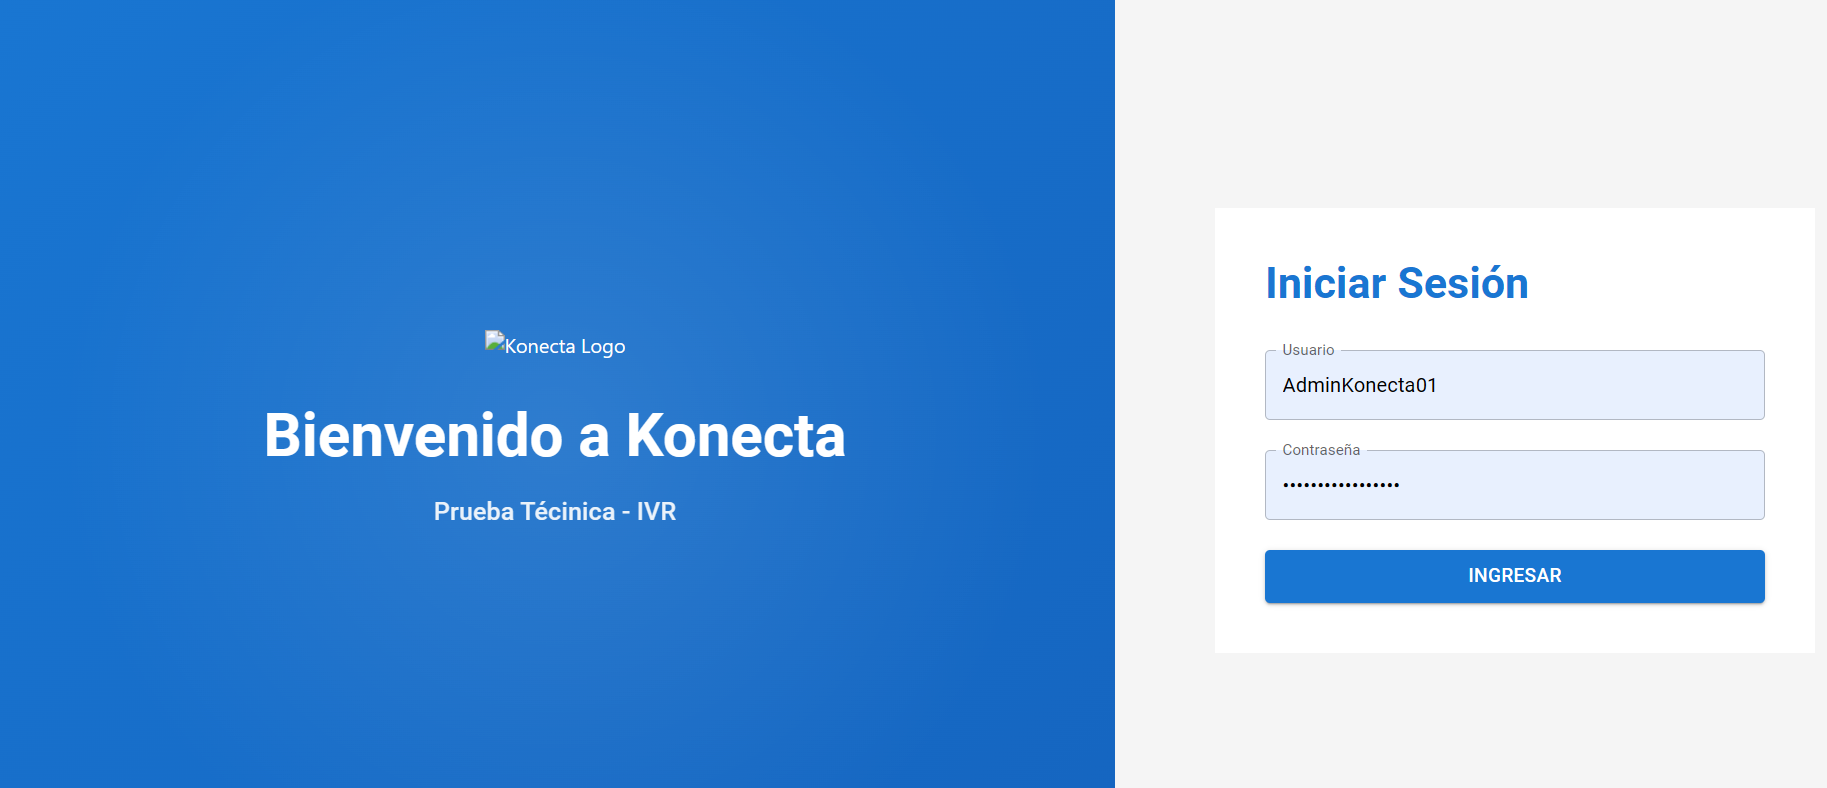 Konecta Logo
Bienvenido a Konecta
Prueba Técinica - IVR
Iniciar Sesión
Usuario
AdminKonecta01
Contraseña
•••••••••••••••••
INGRESAR